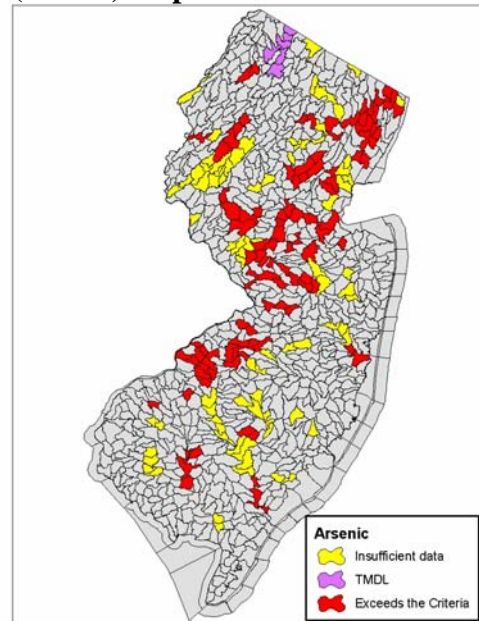 Arsenic
Insufficient data
TMDL
Exceeds the Criteria